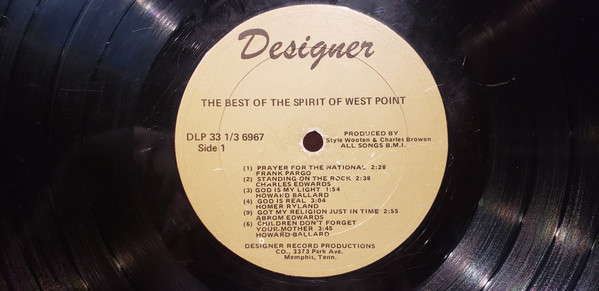 Designer
THE BEST OF THE SPIRIT OF WEST POINT
DLP 33 1/3 6967
Side 1
PRODUCED BY
Style Wooten & Charles Bowen
ALL SONGS B.M.I.
(1) PRAYER FOR THE NATIONAL 2:28
FRANK PARGO
(2) STANDING ON THE ROCK 2:38
CHARLES EDWARDS
(3) GOD IS MY LIGHT 1:54
HOWARD BALLARD
(4) GOD IS REAL 3:04
HOMER RYLAND
(5) GOT MY RELIGION JUST IN TIME 2:55
ABROM EDWARDS
(6) CHILDREN DON'T FORGET
YOUR MOTHER 3:45
HOWARD BALLARD
DESIGNER RECORD PRODUCTIONS
CO., 3373 Park Ave.
Memphis, Tenn.